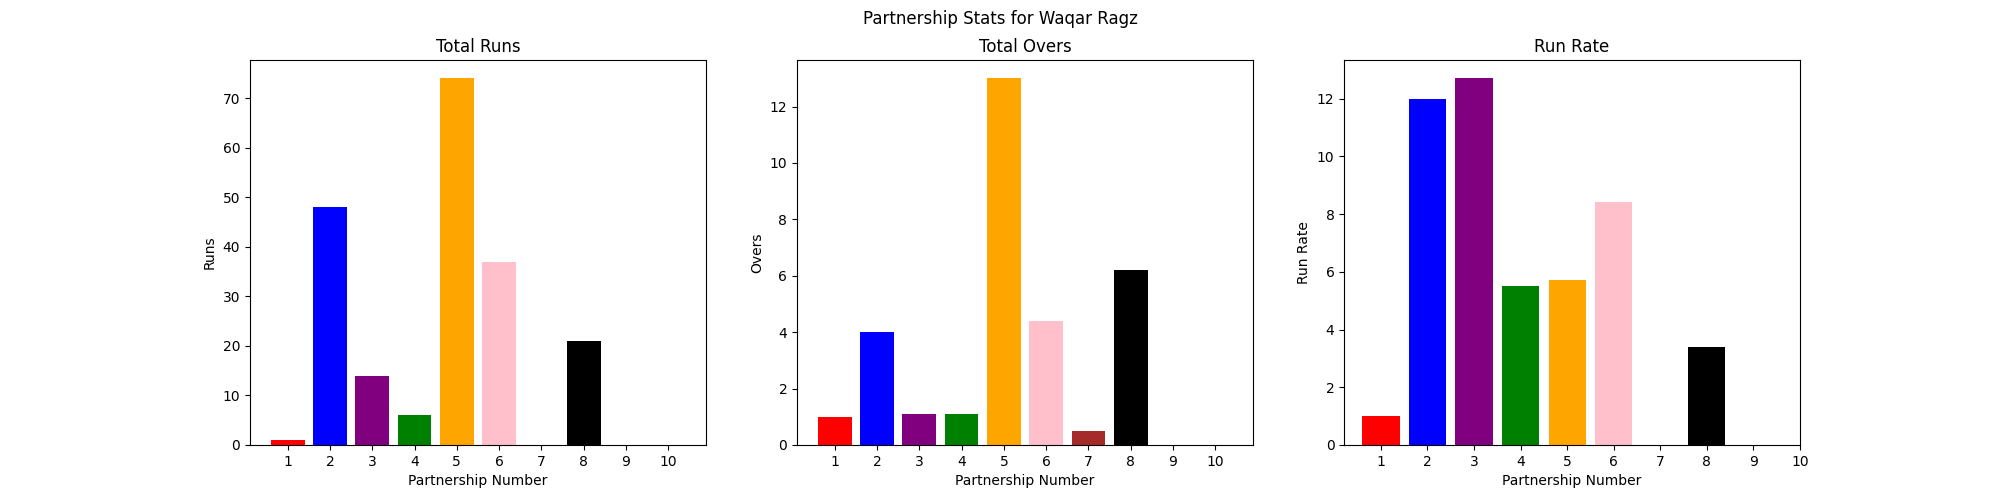 Partnership Stats for Waqar Ragz
Total Runs
Runs
70
60
50
40
30
20
10
0
1 2 3 4 5 6 7 8 9 10
Partnership Number
Total Overs
Overs
12
10
8
6
4
2
0
1 2 3 4 5 6 7 8 9 10
Partnership Number
Run Rate
Run Rate
12
10
8
6
4
2
0
1 2 3 4 5 6 7 8 9 10
Partnership Number